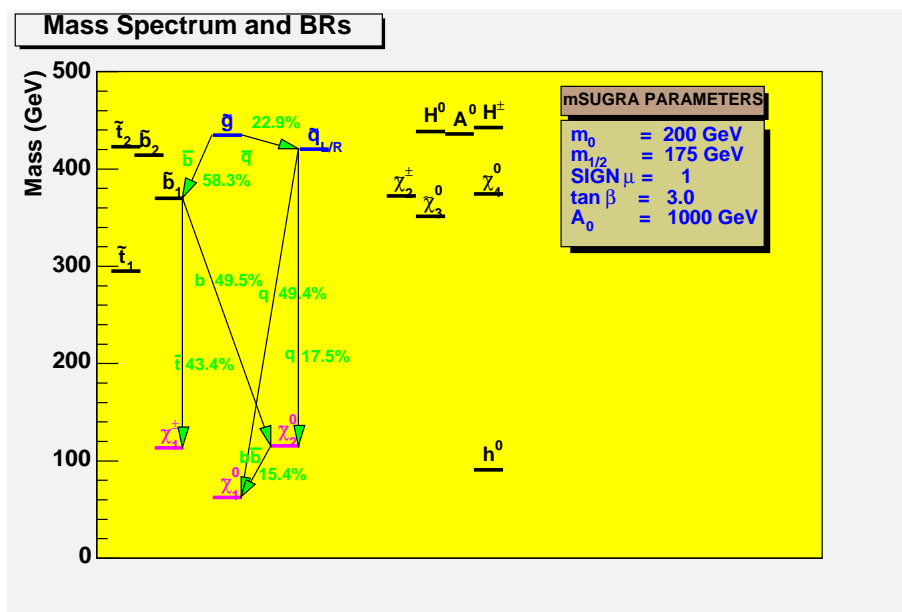 Mass Spectrum and BRs
Mass (GeV)
500
400
300
200
100
0
t̃₂
b̃₂
g̃
22.9%
q̃ L/R
b̅
q̅
58.3%
b̃₁
t̃₁
b 49.5%
q 49.4%
t̅ 43.4%
q 17.5%
χ̃₁±
χ̃₂⁰
bb̅
15.4%
χ̃₁⁰
H⁰
A⁰
H±
χ̃₂±
χ̃₃⁰
χ̃₄⁰
h⁰
mSUGRA PARAMETERS
m₀ = 200 GeV
m₁/₂ = 175 GeV
SIGN μ = 1
tan β = 3.0
A₀ = 1000 GeV